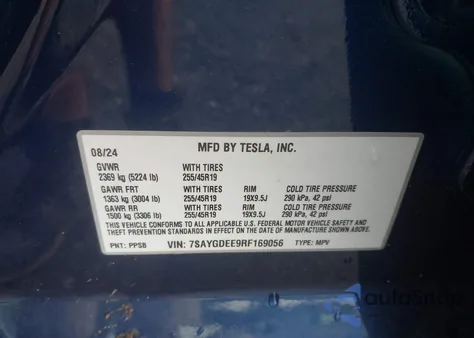 MFD BY TESLA, INC.
08/24
GVWR WITH TIRES
2369 kg (5224 lb) 255/45R19
GAWR FRT WITH TIRES RIM COLD TIRE PRESSURE
1363 kg (3004 lb) 255/45R19 19X9.5J 290 kPa, 42 psi
GAWR RR WITH TIRES RIM COLD TIRE PRESSURE
1500 kg (3306 lb) 255/45R19 19X9.5J 290 kPa, 42 psi
THIS VEHICLE CONFORMS TO ALL APPLICABLE U.S. FEDERAL MOTOR VEHICLE SAFETY AND
THEFT PREVENTION STANDARDS IN EFFECT ON THE DATE OF MANUFACTURE SHOWN ABOVE.
PNT: PPSB VIN: 7SAYGDEE9RF169056 TYPE: MPV
autoSnap